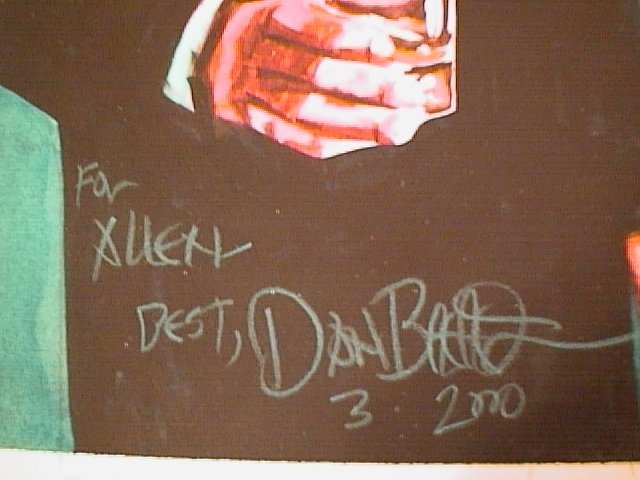 For
Allen
Best, Dan
3 . 2000